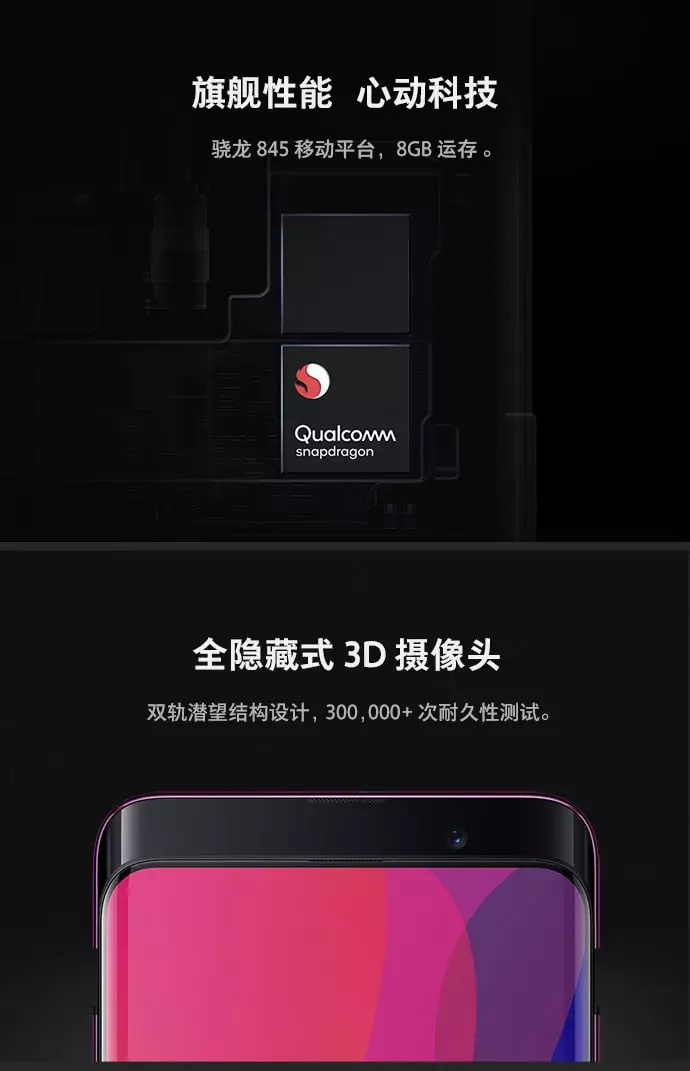 旗舰性能 心动科技
骁龙 845 移动平台，8GB 运存。
Qualcomm
snapdragon
全隐藏式 3D 摄像头
双轨潜望结构设计，300,000+ 次耐久性测试。